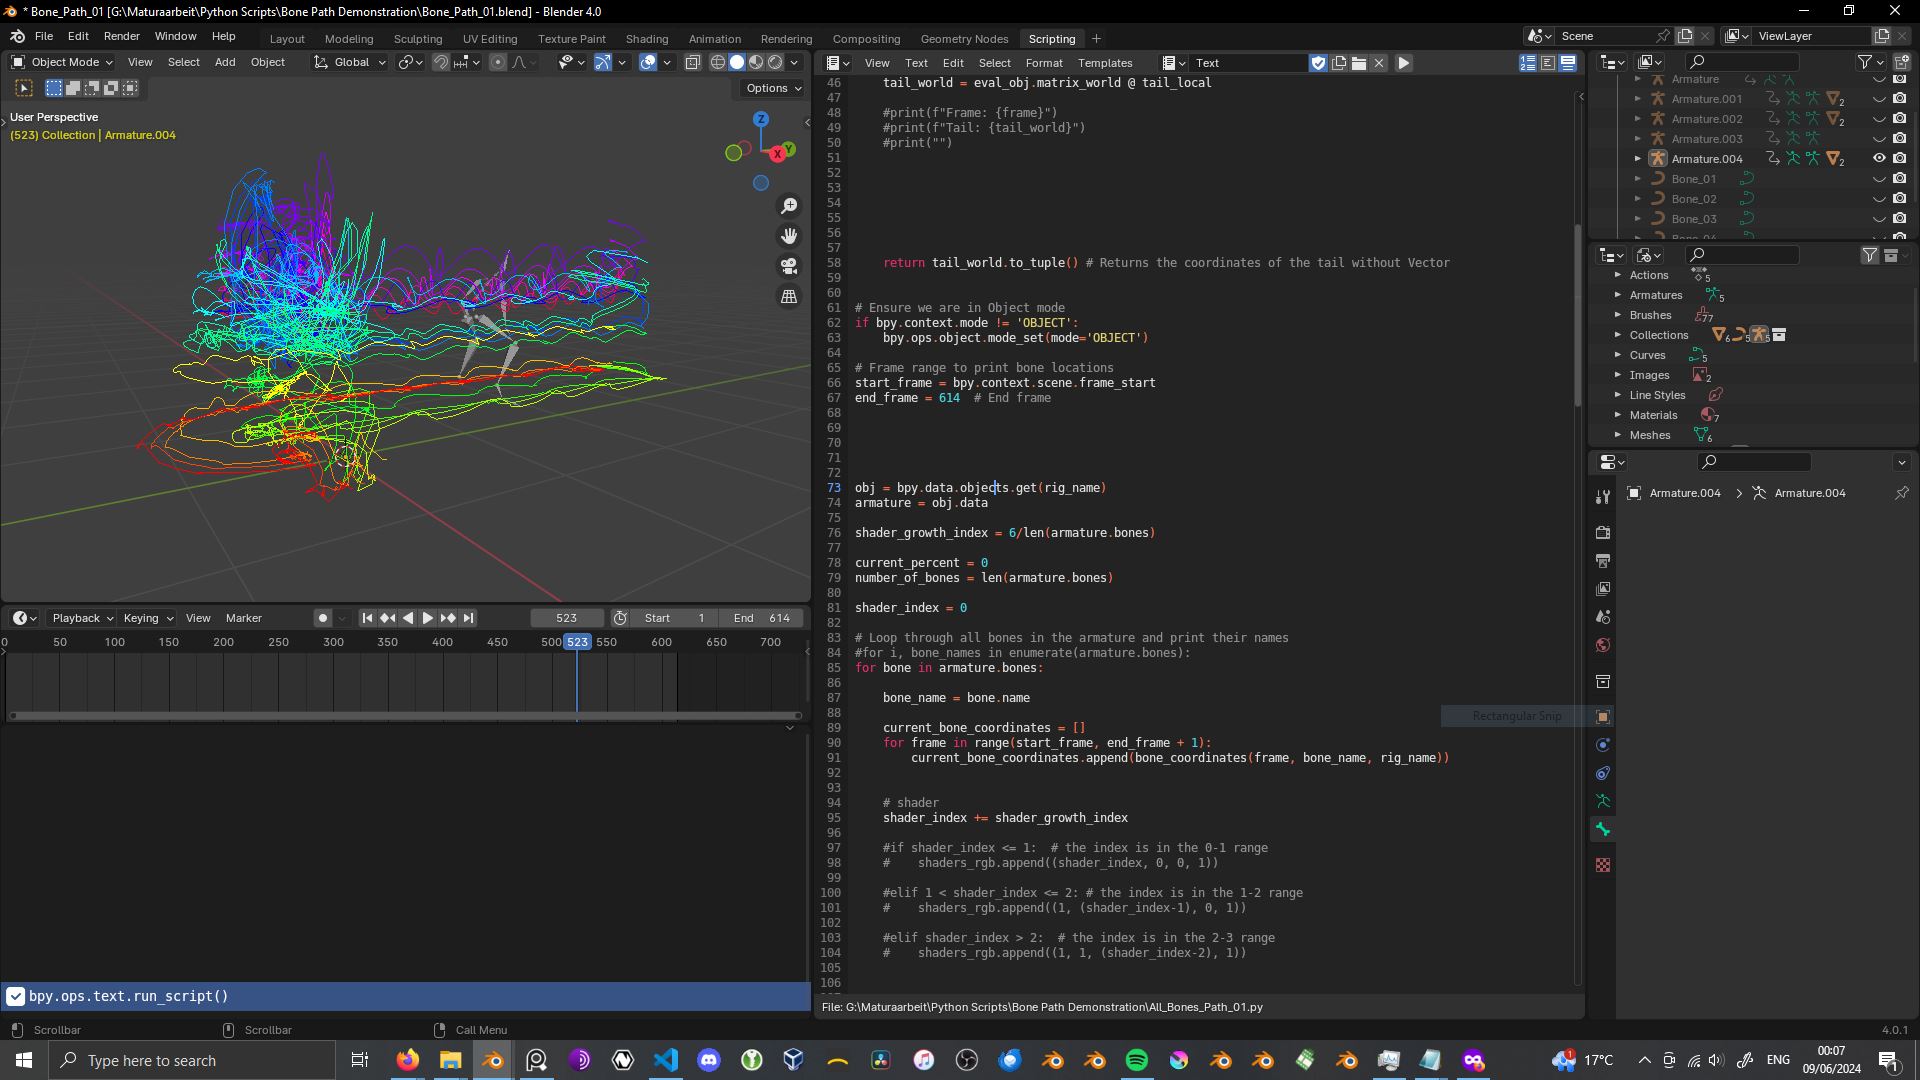 * Bone_Path_01 [G:\Maturaarbeit\Python Scripts\Bone Path Demonstration\Bone_Path_01.blend] - Blender 4.0
File Edit Render Window Help Layout Modeling Sculpting UV Editing Texture Paint Shading Animation Rendering Compositing Geometry Nodes Scripting + Scene ViewLayer
Object Mode View Select Add Object Global
View Text Edit Select Format Templates Text
Options
User Perspective
(523) Collection | Armature.004
Z
Y
X
46 tail_world = eval_obj.matrix_world @ tail_local
47
48 #print(f"Frame: {frame}")
49 #print(f"Tail: {tail_world}")
50 #print("")
51
52
53
54
55
56
57
58 return tail_world.to_tuple() # Returns the coordinates of the tail without Vector
59
60
61 # Ensure we are in Object mode
62 if bpy.context.mode != 'OBJECT':
63 bpy.ops.object.mode_set(mode='OBJECT')
64
65 # Frame range to print bone locations
66 start_frame = bpy.context.scene.frame_start
67 end_frame = 614 # End frame
68
69
70
71
72
73 obj = bpy.data.objects.get(rig_name)
74 armature = obj.data
75
76 shader_growth_index = 6/len(armature.bones)
77
78 current_percent = 0
79 number_of_bones = len(armature.bones)
80
81 shader_index = 0
82
83 # Loop through all bones in the armature and print their names
84 #for i, bone_names in enumerate(armature.bones):
85 for bone in armature.bones:
86
87 bone_name = bone.name
88
89 current_bone_coordinates = []
90 for frame in range(start_frame, end_frame + 1):
91 current_bone_coordinates.append(bone_coordinates(frame, bone_name, rig_name))
92
93
94 # shader
95 shader_index += shader_growth_index
96
97 #if shader_index <= 1: # the index is in the 0-1 range
98 # shaders_rgb.append((shader_index, 0, 0, 1))
99
100 #elif 1 < shader_index <= 2: # the index is in the 1-2 range
101 # shaders_rgb.append((1, (shader_index-1), 0, 1))
102
103 #elif shader_index > 2: # the index is in the 2-3 range
104 # shaders_rgb.append((1, 1, (shader_index-2), 1))
105
106
File: G:\Maturaarbeit\Python Scripts\Bone Path Demonstration\All_Bones_Path_01.py
Rectangular Snip
Playback Keying View Marker 523 Start 1 End 614
0 50 100 150 200 250 300 350 400 450 500 523 550 600 650 700
bpy.ops.text.run_script()
Armature
Armature.001 2
Armature.002 2
Armature.003
Armature.004 2
Bone_01
Bone_02
Bone_03
Actions 5
Armatures 5
Brushes 77
Collections 6 5 5
Curves 5
Images 2
Line Styles
Materials 7
Meshes 6
Armature.004 > Armature.004
Scrollbar Scrollbar Call Menu 4.0.1
Type here to search
1 17°C ENG
00:07
09/06/2024
1